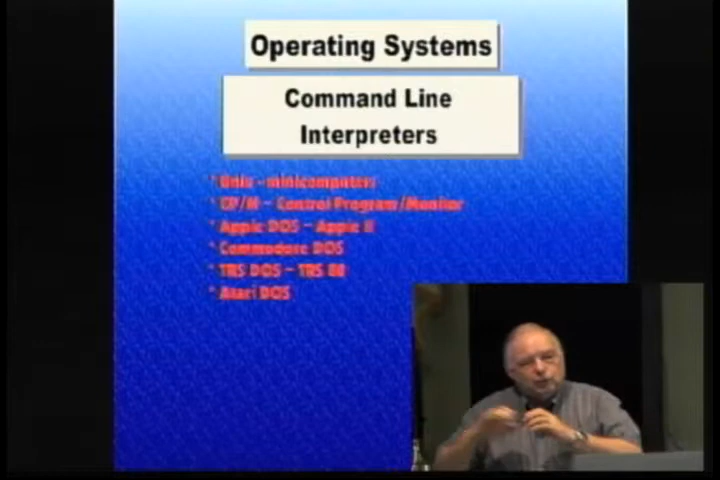 Operating Systems
Command Line
Interpreters
* Unix - minicomputers
* CP/M - Control Program/Monitor
* Apple DOS - Apple II
* Commodore DOS
* TRS DOS - TRS 80
* Atari DOS